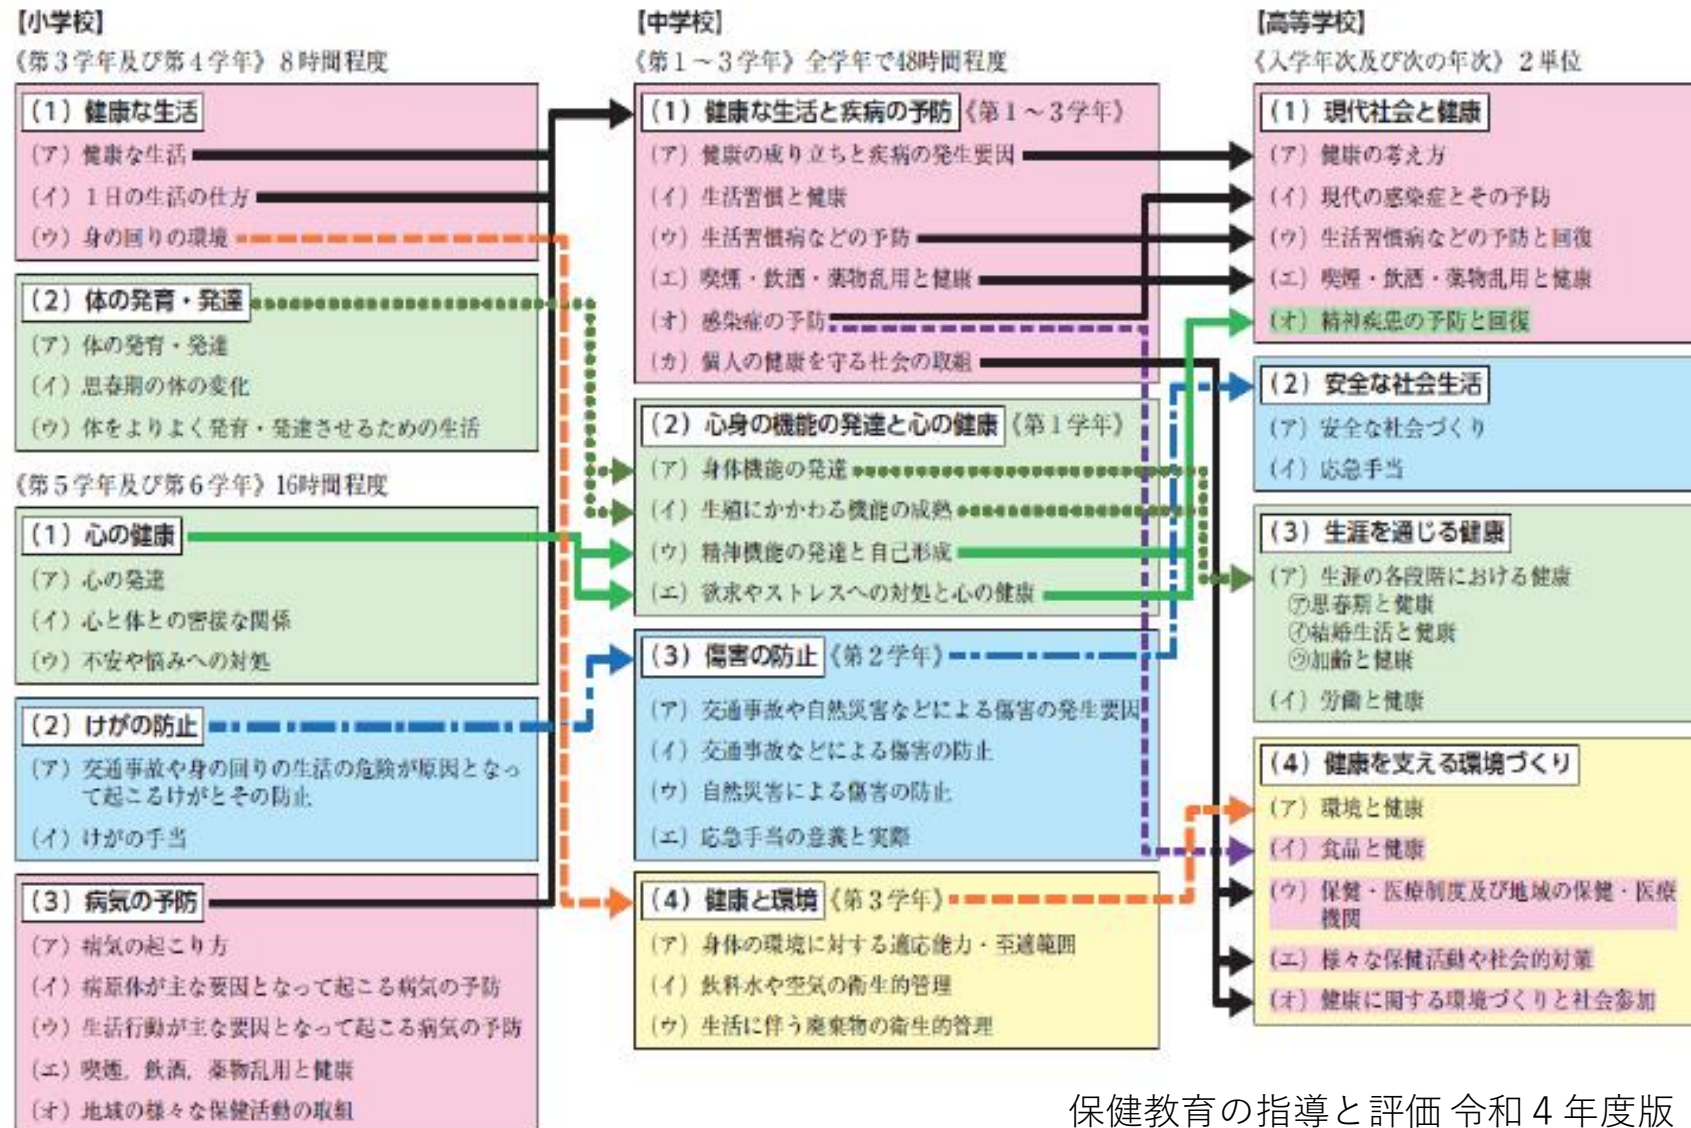 【小学校】
《第3学年及び第4学年》8時間程度
(1) 健康な生活
(ア) 健康な生活
(イ) 1日の生活の仕方
(ウ) 身の回りの環境
(2) 体の発育・発達
(ア) 体の発育・発達
(イ) 思春期の体の変化
(ウ) 体をよりよく発育・発達させるための生活
《第5学年及び第6学年》16時間程度
(1) 心の健康
(ア) 心の発達
(イ) 心と体との密接な関係
(ウ) 不安や悩みへの対処
(2) けがの防止
(ア) 交通事故や身の回りの生活の危険が原因となっ
て起こるけがとその防止
(イ) けがの手当
(3) 病気の予防
(ア) 病気の起こり方
(イ) 病原体が主な要因となって起こる病気の予防
(ウ) 生活行動が主な要因となって起こる病気の予防
(エ) 喫煙，飲酒，薬物乱用と健康
(オ) 地域の様々な保健活動の取組
【中学校】
《第1～3学年》全学年で48時間程度
(1) 健康な生活と疾病の予防《第1～3学年》
(ア) 健康の成り立ちと疾病の発生要因
(イ) 生活習慣と健康
(ウ) 生活習慣病などの予防
(エ) 喫煙・飲酒・薬物乱用と健康
(オ) 感染症の予防
(カ) 個人の健康を守る社会の取組
(2) 心身の機能の発達と心の健康《第1学年》
(ア) 身体機能の発達
(イ) 生殖にかかわる機能の成熟
(ウ) 精神機能の発達と自己形成
(エ) 欲求やストレスへの対処と心の健康
(3) 傷害の防止《第2学年》
(ア) 交通事故や自然災害などによる傷害の発生要因
(イ) 交通事故などによる傷害の防止
(ウ) 自然災害による傷害の防止
(エ) 応急手当の意義と実際
(4) 健康と環境《第3学年》
(ア) 身体の環境に対する適応能力・至適範囲
(イ) 飲料水や空気の衛生的管理
(ウ) 生活に伴う廃棄物の衛生的管理
【高等学校】
《入学年次及び次の年次》2単位
(1) 現代社会と健康
(ア) 健康の考え方
(イ) 現代の感染症とその予防
(ウ) 生活習慣病などの予防と回復
(エ) 喫煙・飲酒・薬物乱用と健康
(オ) 精神疾患の予防と回復
(2) 安全な社会生活
(ア) 安全な社会づくり
(イ) 応急手当
(3) 生涯を通じる健康
(ア) 生涯の各段階における健康
㋐思春期と健康
㋑結婚生活と健康
㋒加齢と健康
(イ) 労働と健康
(4) 健康を支える環境づくり
(ア) 環境と健康
(イ) 食品と健康
(ウ) 保健・医療制度及び地域の保健・医療
機関
(エ) 様々な保健活動や社会的対策
(オ) 健康に関する環境づくりと社会参加
保健教育の指導と評価 令和4年度版